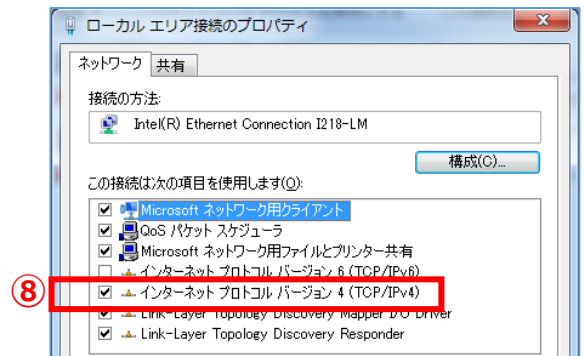 ローカル エリア接続のプロパティ
ネットワーク 共有
接続の方法:
Intel(R) Ethernet Connection I218-LM
構成(C)...
この接続は次の項目を使用します(O):
Microsoft ネットワーク用クライアント
QoS パケット スケジューラ
Microsoft ネットワーク用ファイルとプリンター共有
インターネット プロトコル バージョン 6 (TCP/IPv6)
⑧ インターネット プロトコル バージョン 4 (TCP/IPv4)
Link-Layer Topology Discovery Mapper I/O Driver
Link-Layer Topology Discovery Responder